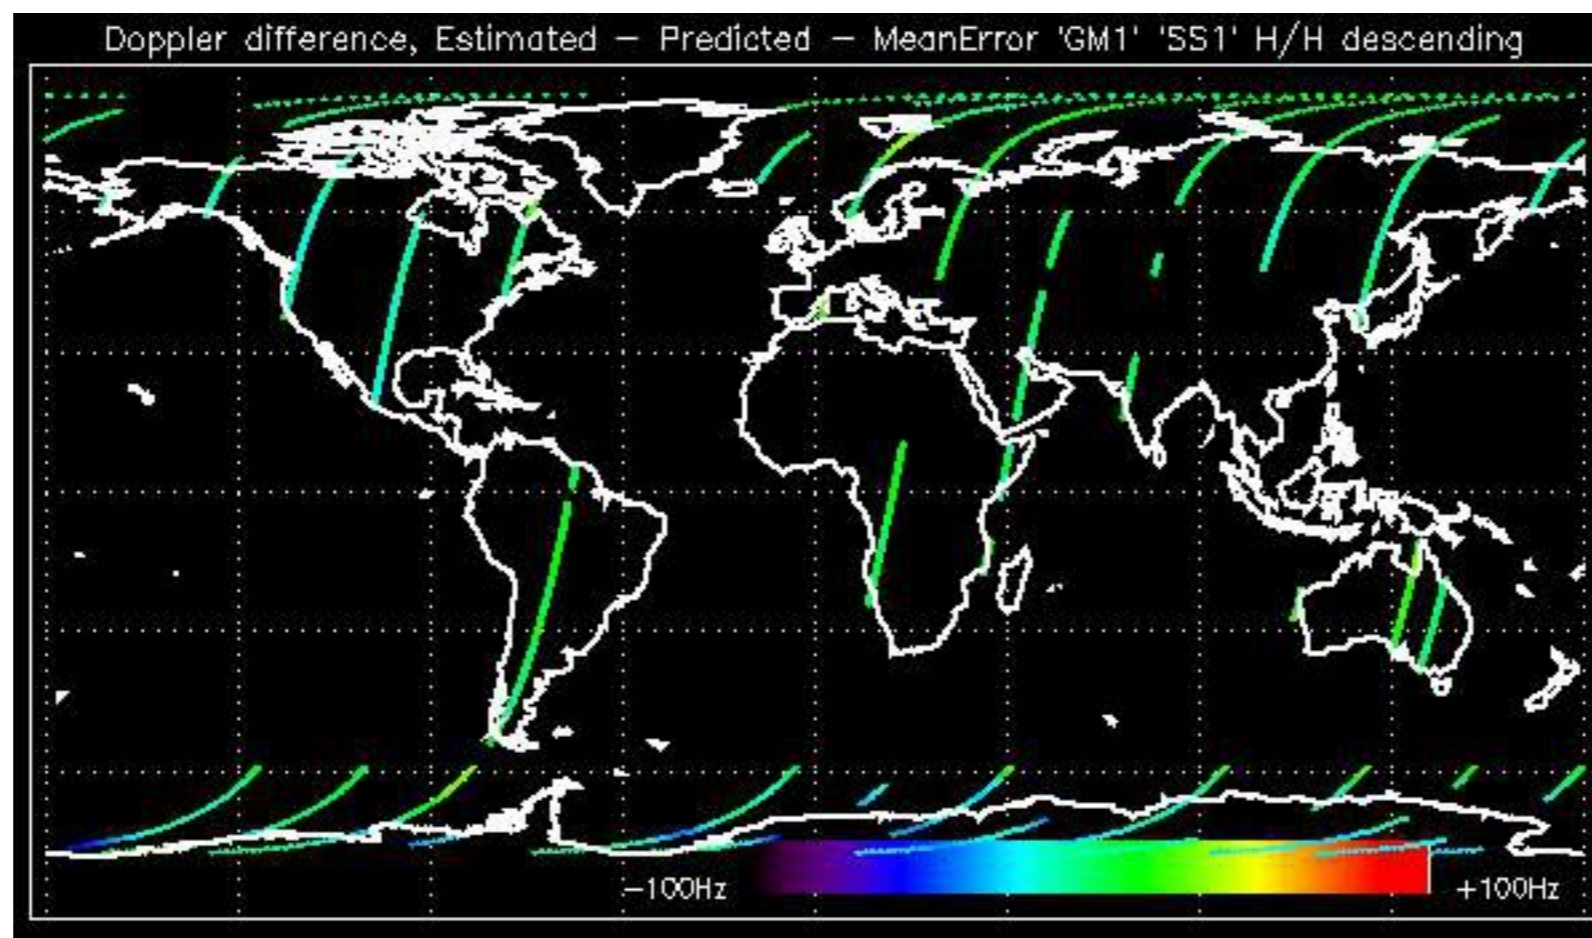 Doppler difference, Estimated - Predicted - MeanError 'GM1' 'SS1' H/H descending
-100Hz
+100Hz